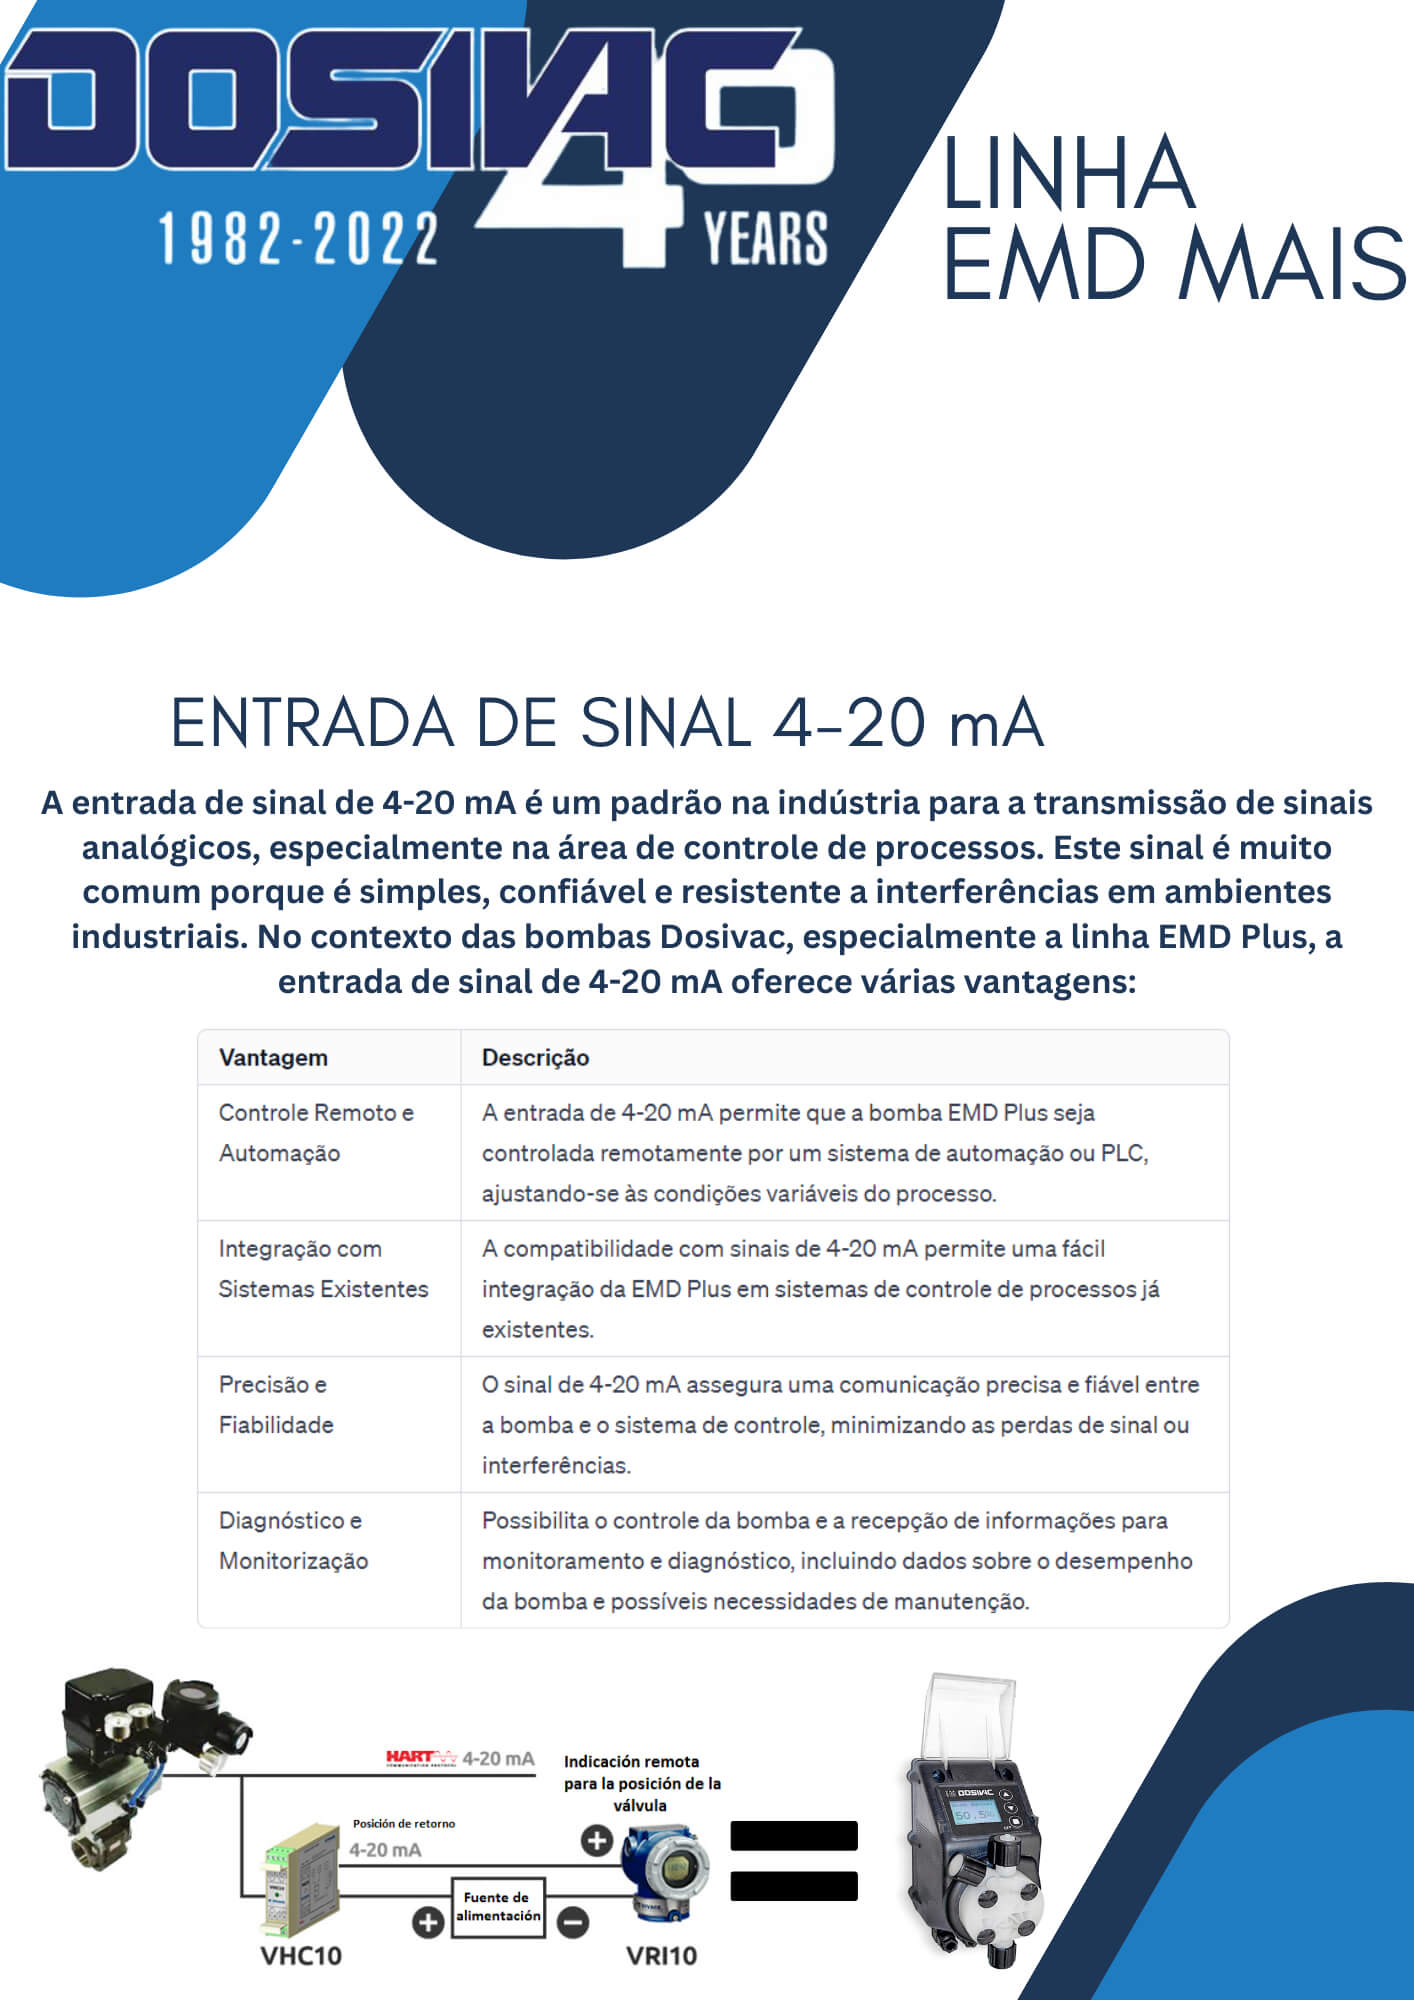 DOSIVAC
40
1982-2022
YEARS
LINHA
EMD MAIS
ENTRADA DE SINAL 4-20 mA
A entrada de sinal de 4-20 mA é um padrão na indústria para a transmissão de sinais
analógicos, especialmente na área de controle de processos. Este sinal é muito
comum porque é simples, confiável e resistente a interferências em ambientes
industriais. No contexto das bombas Dosivac, especialmente a linha EMD Plus, a
entrada de sinal de 4-20 mA oferece várias vantagens:
Vantagem
Descrição
Controle Remoto e
Automação
A entrada de 4-20 mA permite que a bomba EMD Plus seja
controlada remotamente por um sistema de automação ou PLC,
ajustando-se às condições variáveis do processo.
Integração com
Sistemas Existentes
A compatibilidade com sinais de 4-20 mA permite uma fácil
integração da EMD Plus em sistemas de controle de processos já
existentes.
Precisão e
Fiabilidade
O sinal de 4-20 mA assegura uma comunicação precisa e fiável entre
a bomba e o sistema de controle, minimizando as perdas de sinal ou
interferências.
Diagnóstico e
Monitorização
Possibilita o controle da bomba e a recepção de informações para
monitoramento e diagnóstico, incluindo dados sobre o desempenho
da bomba e possíveis necessidades de manutenção.
HART 4-20 mA
COMMUNICATION PROTOCOL
Indicación remota
para la posición de la
válvula
Posición de retorno
4-20 mA
+
Fuente de
alimentación
+
−
VHC10
VRI10
DOSIVAC
50.5%